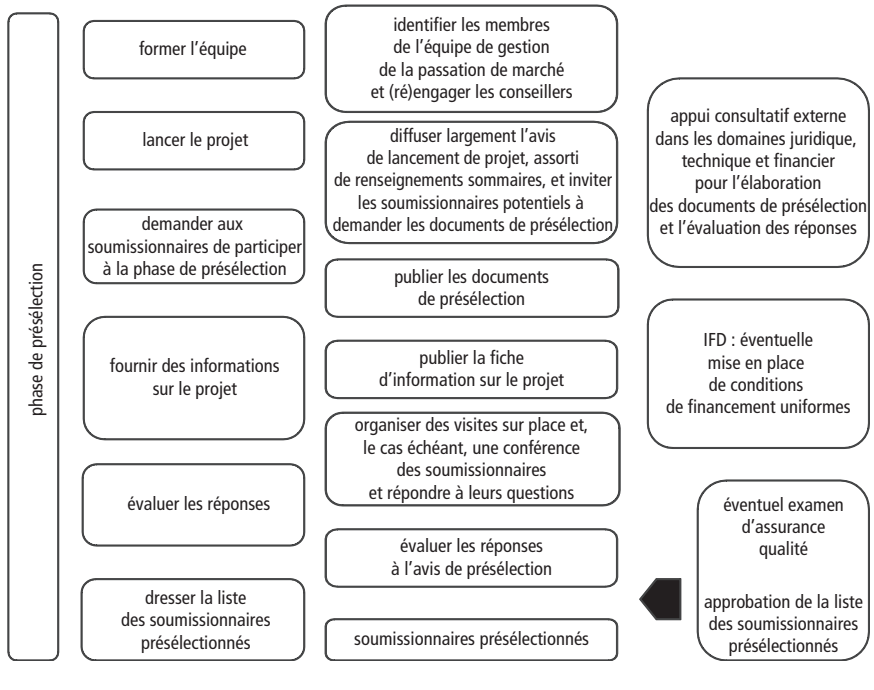 phase de présélection
former l’équipe
lancer le projet
demander aux
soumissionnaires de participer
à la phase de présélection
fournir des informations
sur le projet
évaluer les réponses
dresser la liste
des soumissionnaires
présélectionnés
identifier les membres
de l’équipe de gestion
de la passation de marché
et (ré)engager les conseillers
diffuser largement l’avis
de lancement de projet, assorti
de renseignements sommaires, et inviter
les soumissionnaires potentiels à
demander les documents de présélection
publier les documents
de présélection
publier la fiche
d’information sur le projet
organiser des visites sur place et,
le cas échéant, une conférence
des soumissionnaires
et répondre à leurs questions
évaluer les réponses
à l’avis de présélection
soumissionnaires présélectionnés
appui consultatif externe
dans les domaines juridique,
technique et financier
pour l’élaboration
des documents de présélection
et l’évaluation des réponses
IFD : éventuelle
mise en place
de conditions
de financement uniformes
éventuel examen
d’assurance
qualité
approbation de la liste
des soumissionnaires
présélectionnés